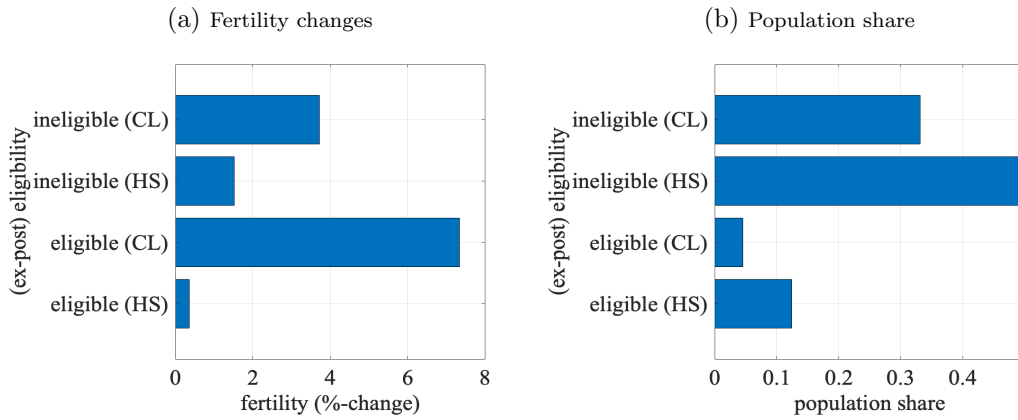 (a) Fertility changes
(ex-post) eligibility
ineligible (CL)
ineligible (HS)
eligible (CL)
eligible (HS)
0 2 4 6 8
fertility (%-change)
(b) Population share
(ex-post) eligibility
ineligible (CL)
ineligible (HS)
eligible (CL)
eligible (HS)
0 0.1 0.2 0.3 0.4
population share